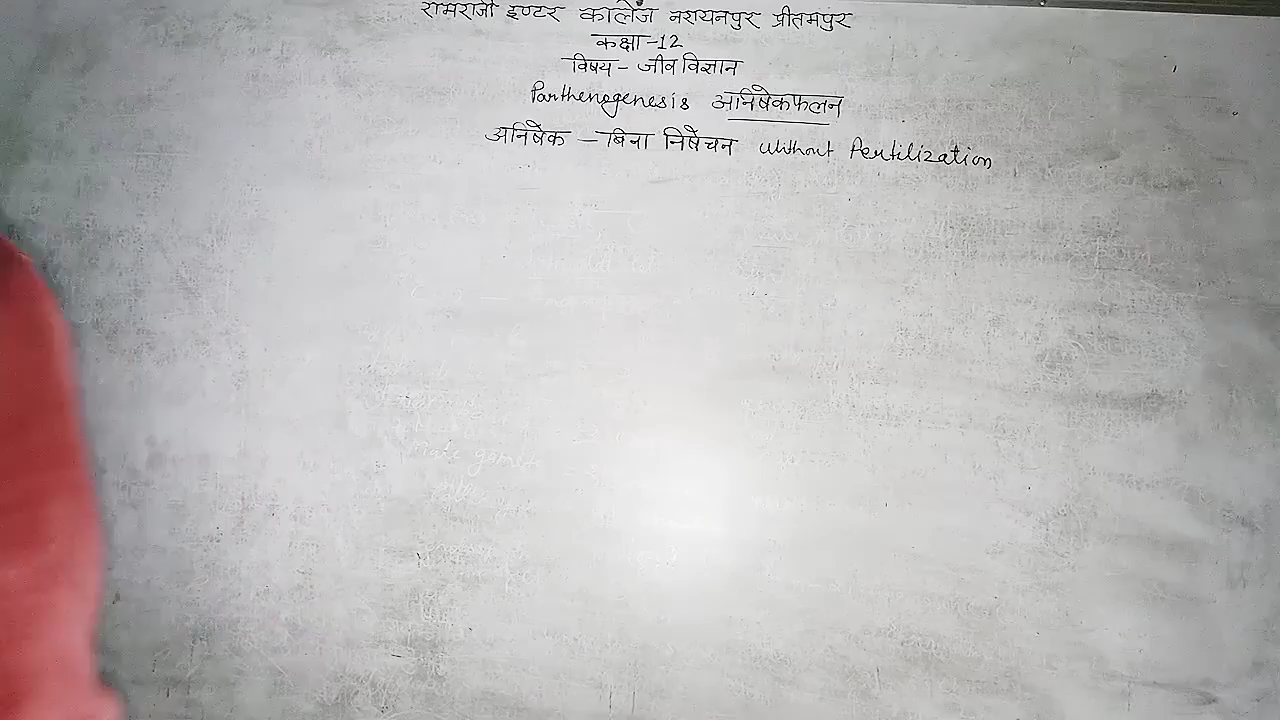 रामराजी इण्टर कालेज नरायनपुर प्रीतमपुर
कक्षा-12
विषय - जीव विज्ञान
Parthenogenesis अनिषेकफलन
अनिषेक - बिना निषेचन without Fertilization